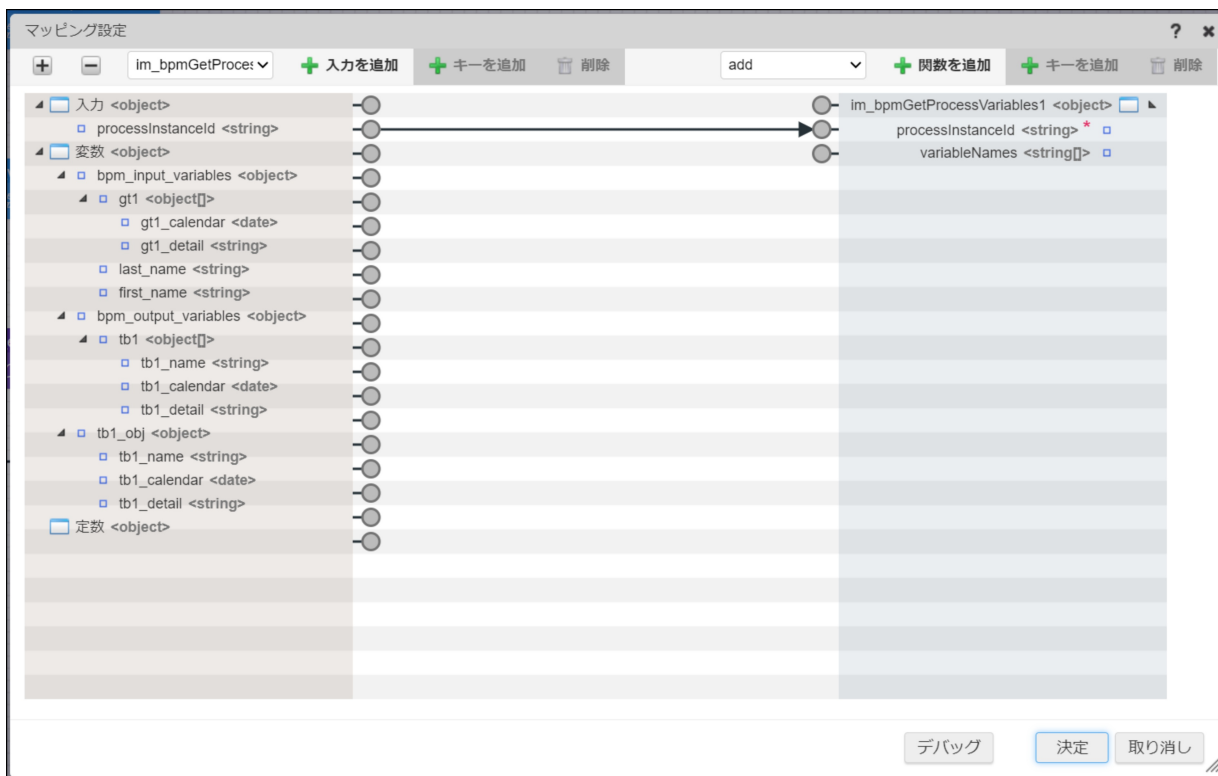 マッピング設定
?
im_bpmGetProces
入力を追加
キーを追加
削除
add
関数を追加
キーを追加
削除
入力 <object>
im_bpmGetProcessVariables1 <object>
processInstanceId <string>
processInstanceId <string> *
変数 <object>
variableNames <string[]>
bpm_input_variables <object>
gt1 <object[]>
gt1_calendar <date>
gt1_detail <string>
last_name <string>
first_name <string>
bpm_output_variables <object>
tb1 <object[]>
tb1_name <string>
tb1_calendar <date>
tb1_detail <string>
tb1_obj <object>
tb1_name <string>
tb1_calendar <date>
tb1_detail <string>
定数 <object>
デバッグ
決定
取り消し